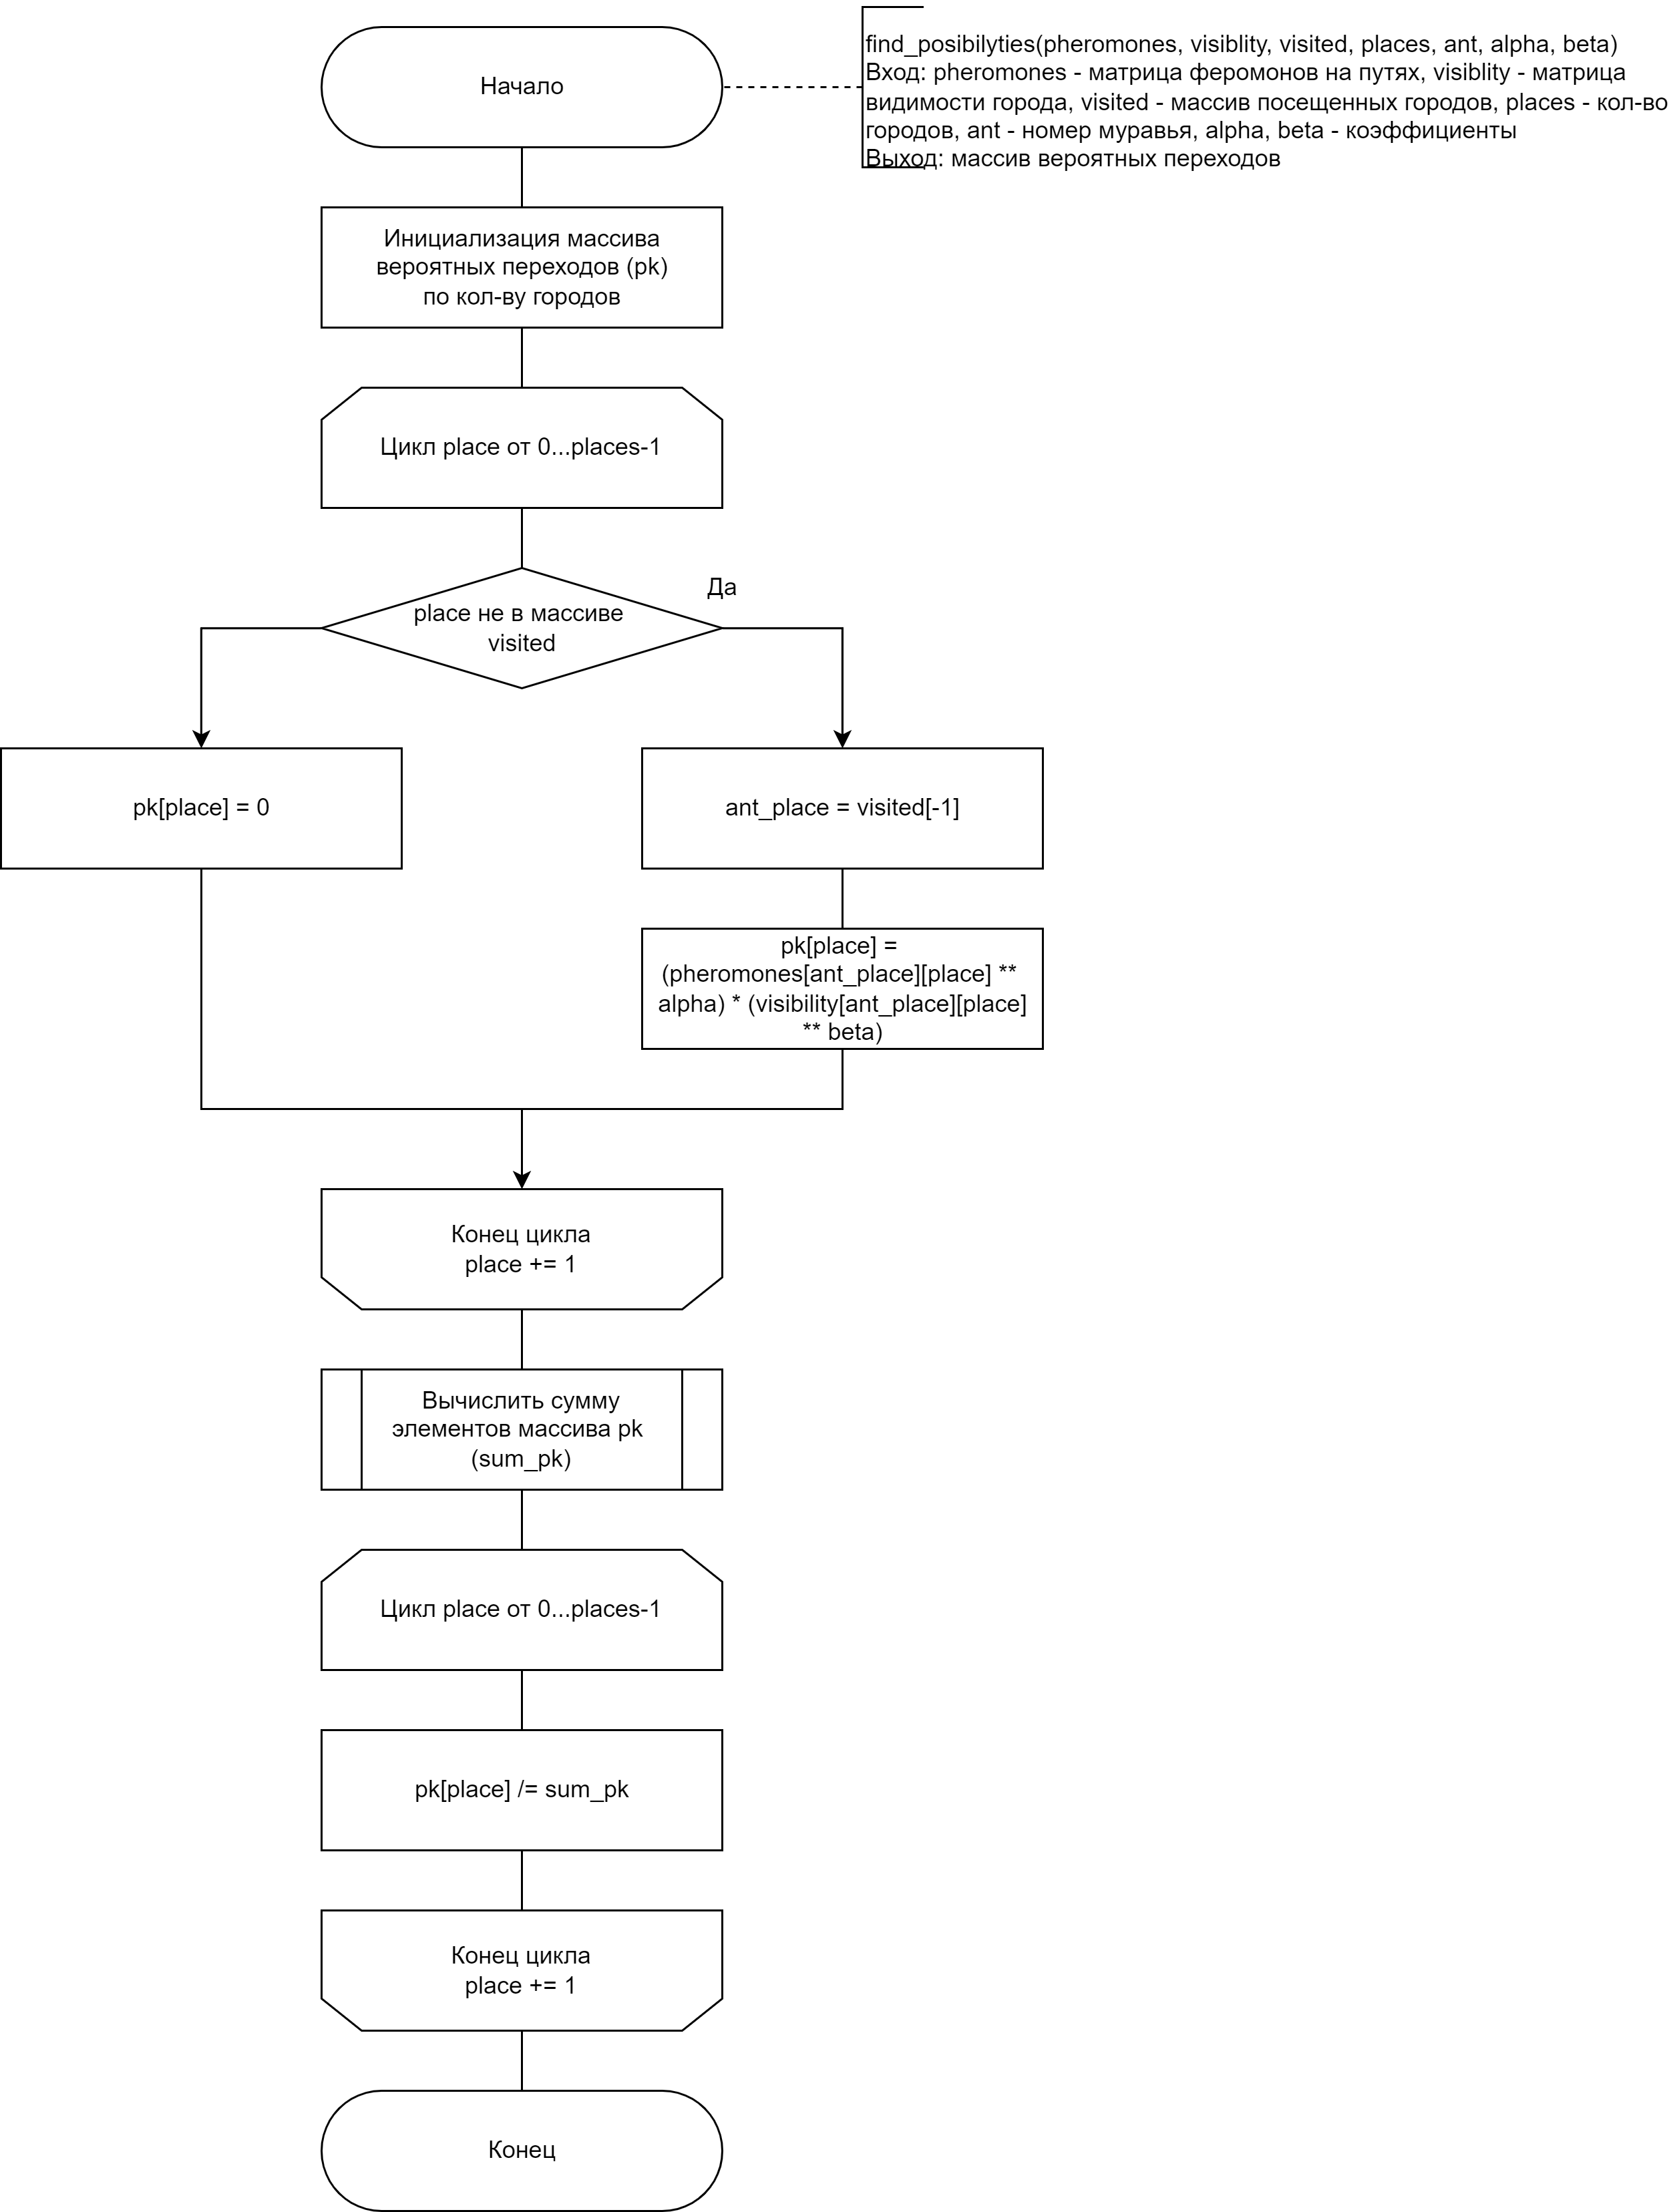 Начало
find_posibilyties(pheromones, visiblity, visited, places, ant, alpha, beta)
Вход: pheromones - матрица феромонов на путях, visiblity - матрица
видимости города, visited - массив посещенных городов, places - кол-во
городов, ant - номер муравья, alpha, beta - коэффициенты
Выход: массив вероятных переходов
Инициализация массива
вероятных переходов (pk)
по кол-ву городов
Цикл place от 0...places-1
Да
place не в массиве
visited
pk[place] = 0
ant_place = visited[-1]
pk[place] =
(pheromones[ant_place][place] **
alpha) * (visibility[ant_place][place]
** beta)
Конец цикла
place += 1
Вычислить сумму
элементов массива pk
(sum_pk)
Цикл place от 0...places-1
pk[place] /= sum_pk
Конец цикла
place += 1
Конец